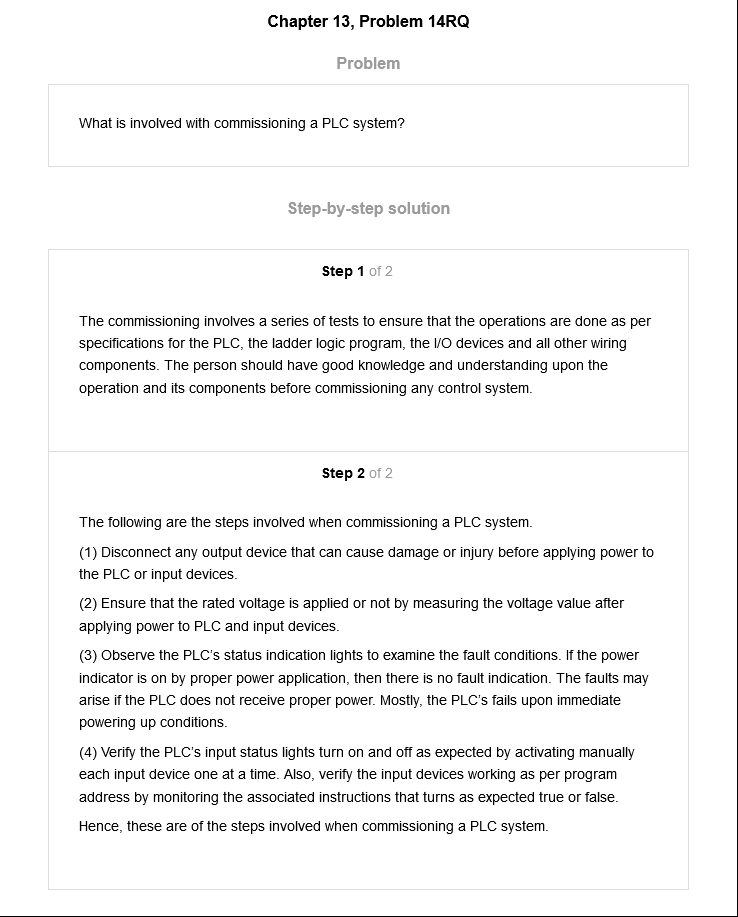 Chapter 13, Problem 14RQ
Problem
What is involved with commissioning a PLC system?
Step-by-step solution
Step 1 of 2
The commissioning involves a series of tests to ensure that the operations are done as per
specifications for the PLC, the ladder logic program, the I/O devices and all other wiring
components. The person should have good knowledge and understanding upon the
operation and its components before commissioning any control system.
Step 2 of 2
The following are the steps involved when commissioning a PLC system.
(1) Disconnect any output device that can cause damage or injury before applying power to
the PLC or input devices.
(2) Ensure that the rated voltage is applied or not by measuring the voltage value after
applying power to PLC and input devices.
(3) Observe the PLC’s status indication lights to examine the fault conditions. If the power
indicator is on by proper power application, then there is no fault indication. The faults may
arise if the PLC does not receive proper power. Mostly, the PLC’s fails upon immediate
powering up conditions.
(4) Verify the PLC’s input status lights turn on and off as expected by activating manually
each input device one at a time. Also, verify the input devices working as per program
address by monitoring the associated instructions that turns as expected true or false.
Hence, these are of the steps involved when commissioning a PLC system.